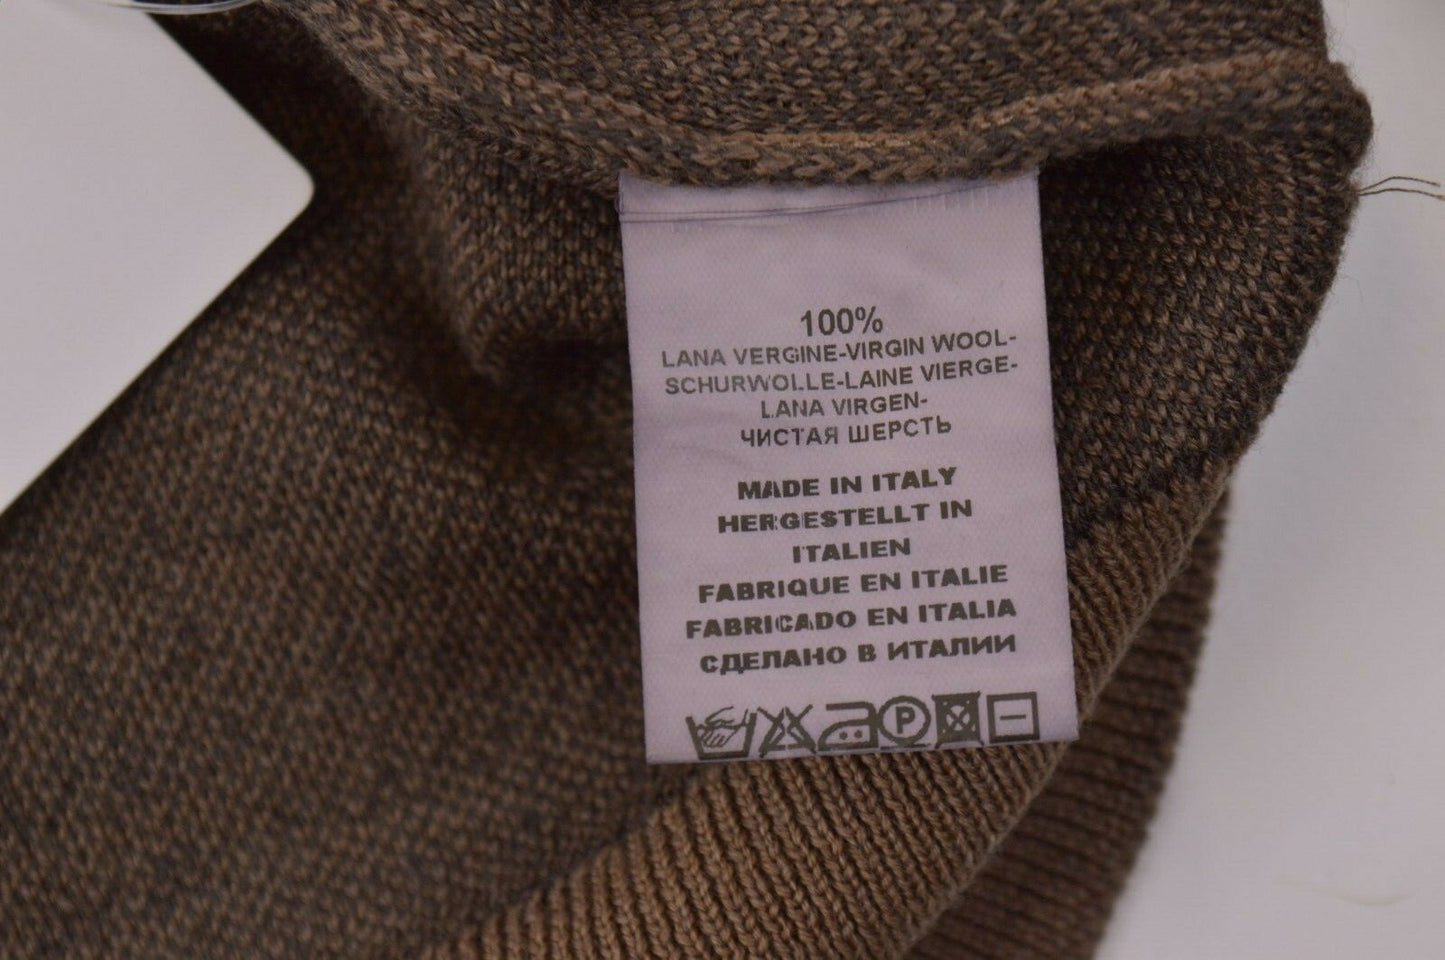 100%
LANA VERGINE-VIRGIN WOOL-
SCHURWOLLE-LAINE VIERGE-
LANA VIRGEN-
ЧИСТАЯ ШЕРСТЬ
MADE IN ITALY
HERGESTELLT IN
ITALIEN
FABRIQUE EN ITALIE
FABRICADO EN ITALIA
СДЕЛАНО В ИТАЛИИ
P